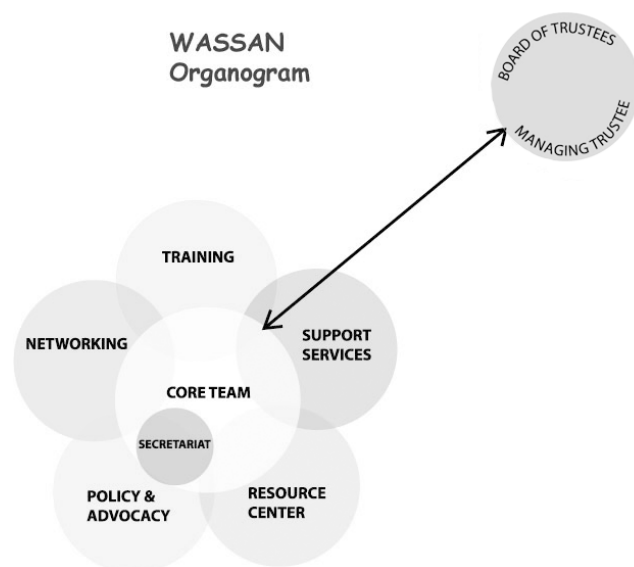 WASSAN
Organogram
BOARD OF TRUSTEES
MANAGING TRUSTEE
TRAINING
NETWORKING
SUPPORT
SERVICES
CORE TEAM
SECRETARIAT
POLICY &
ADVOCACY
RESOURCE
CENTER